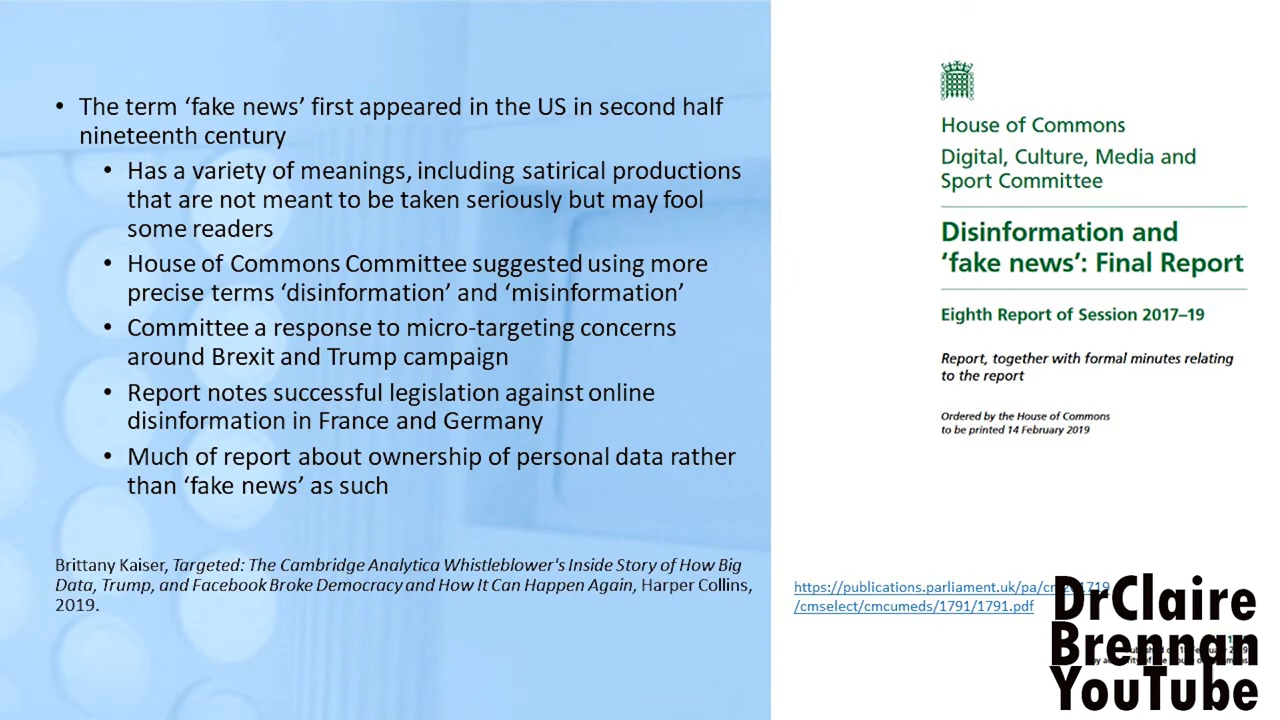 • The term ‘fake news’ first appeared in the US in second half
nineteenth century
• Has a variety of meanings, including satirical productions
that are not meant to be taken seriously but may fool
some readers
• House of Commons Committee suggested using more
precise terms ‘disinformation’ and ‘misinformation’
• Committee a response to micro-targeting concerns
around Brexit and Trump campaign
• Report notes successful legislation against online
disinformation in France and Germany
• Much of report about ownership of personal data rather
than ‘fake news’ as such
Brittany Kaiser, Targeted: The Cambridge Analytica Whistleblower's Inside Story of How Big
Data, Trump, and Facebook Broke Democracy and How It Can Happen Again, Harper Collins,
2019.
House of Commons
Digital, Culture, Media and
Sport Committee
Disinformation and
‘fake news’: Final Report
Eighth Report of Session 2017–19
Report, together with formal minutes relating
to the report
Ordered by the House of Commons
to be printed 14 February 2019
https://publications.parliament.uk/pa/cm201719
/cmselect/cmcumeds/1791/1791.pdf
DrClaire
Brennan
YouTube